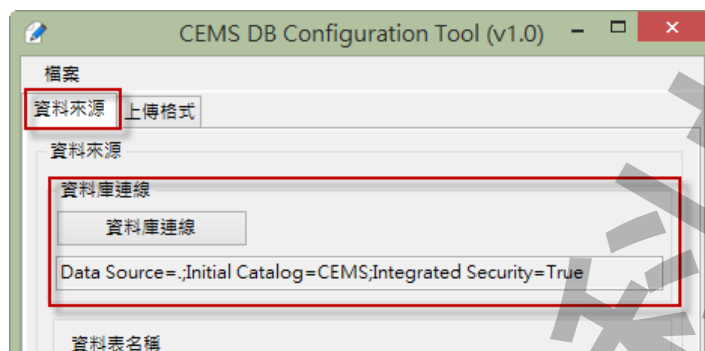 CEMS DB Configuration Tool (v1.0)
檔案
資料來源 上傳格式
資料來源
資料庫連線
資料庫連線
Data Source=.;Initial Catalog=CEMS;Integrated Security=True
資料表名稱